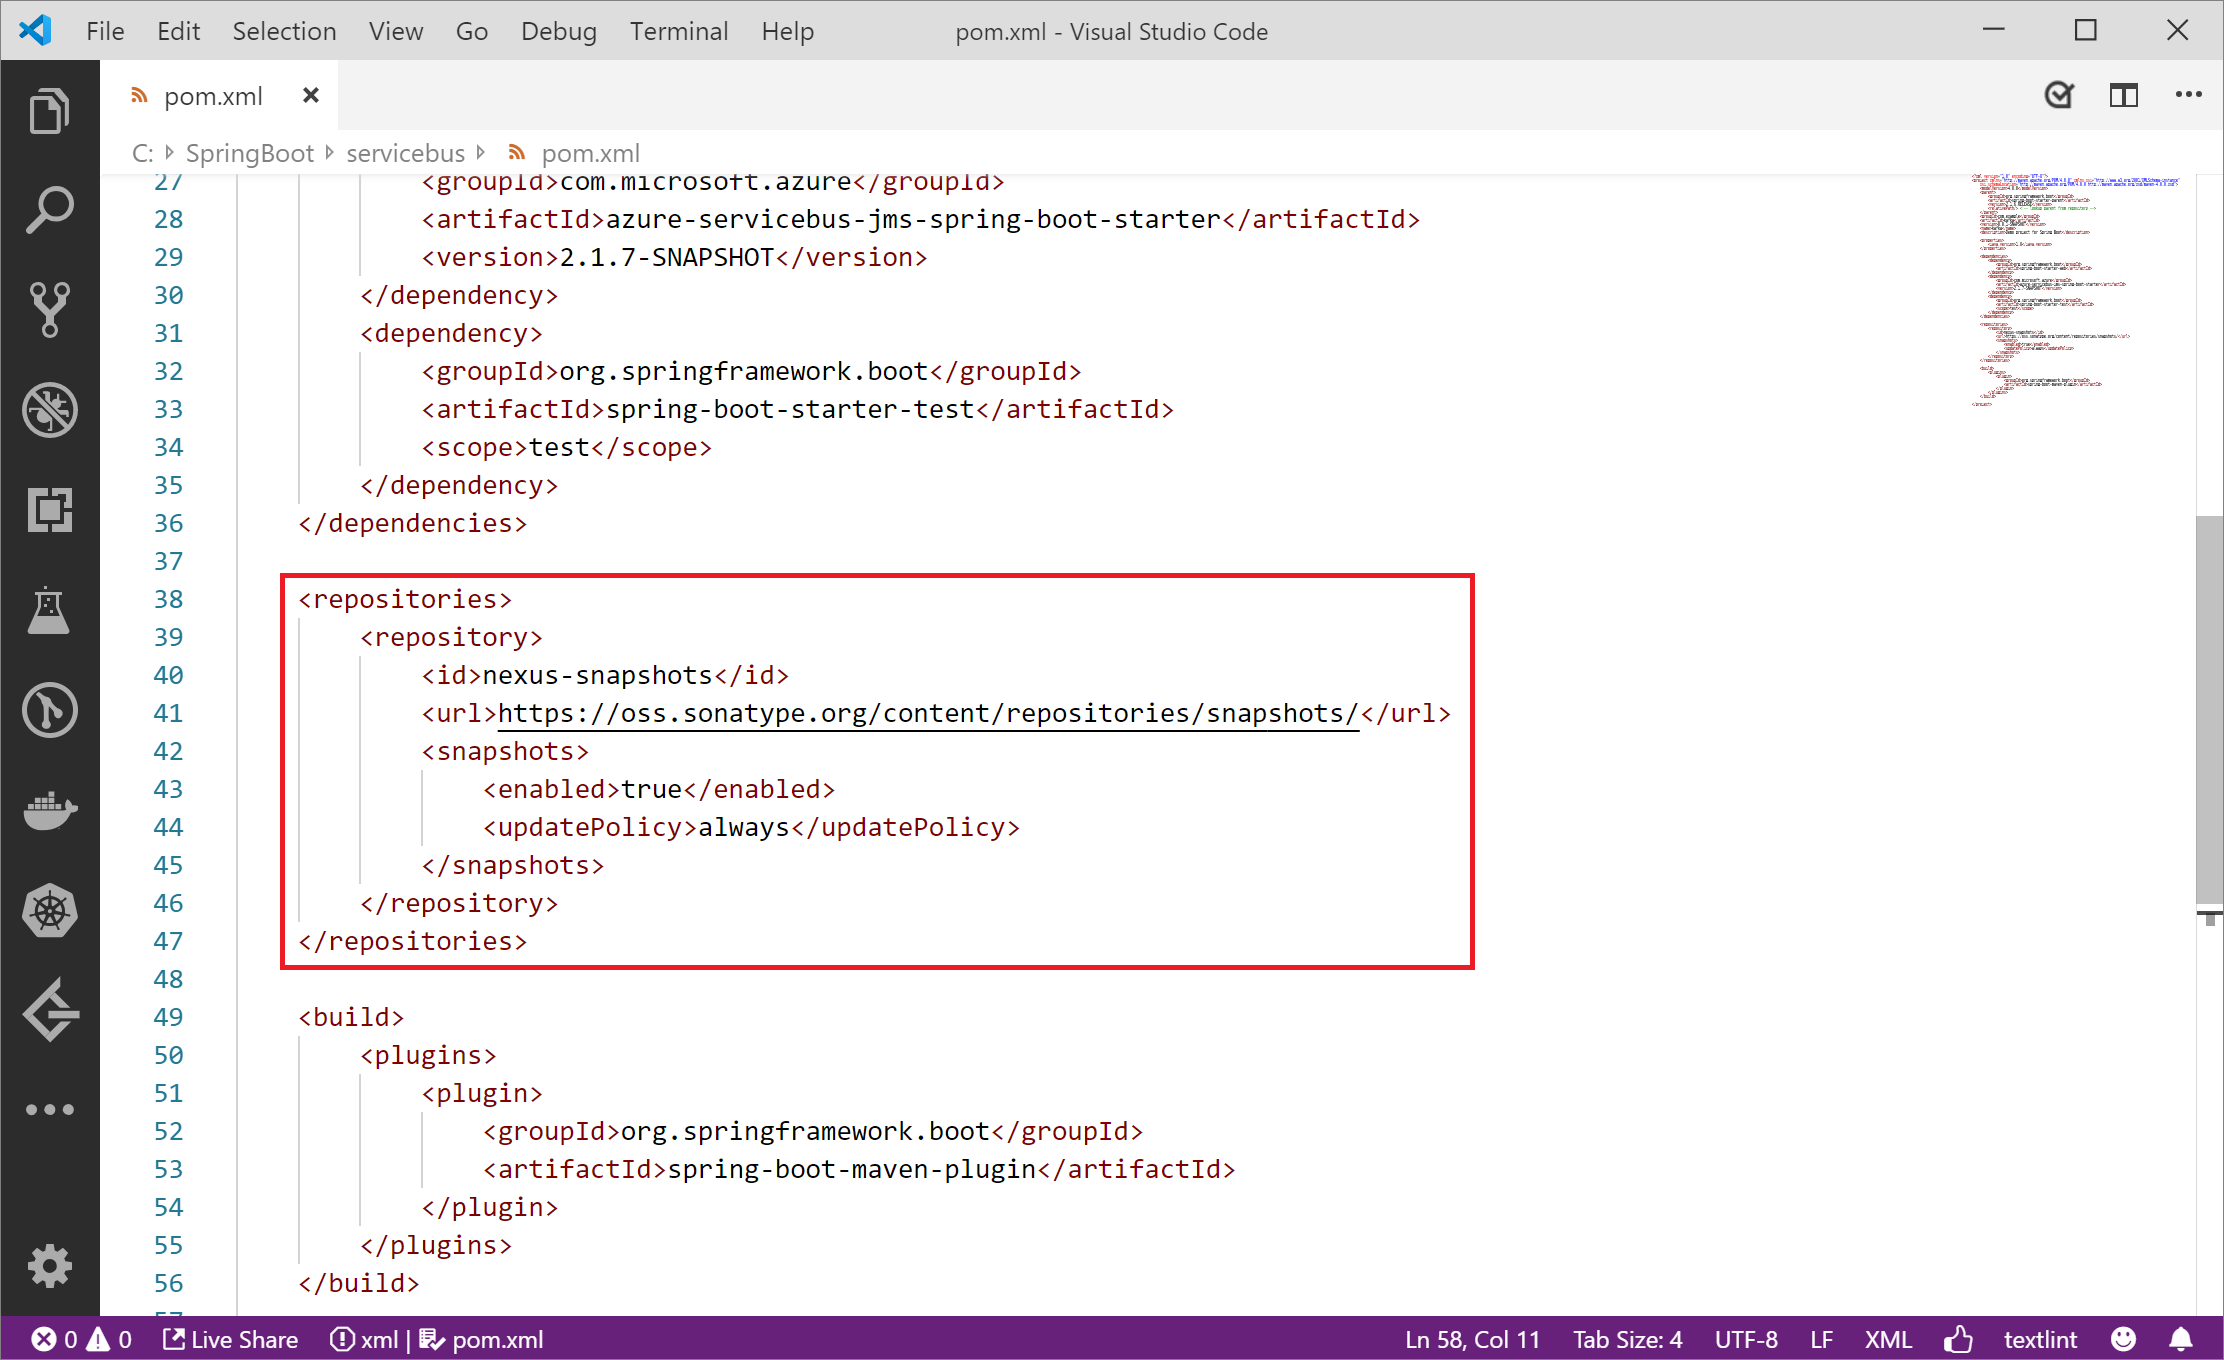 File Edit Selection View Go Debug Terminal Help pom.xml - Visual Studio Code
pom.xml
C: SpringBoot servicebus pom.xml
27 <groupId>com.microsoft.azure</groupId>
28 <artifactId>azure-servicebus-jms-spring-boot-starter</artifactId>
29 <version>2.1.7-SNAPSHOT</version>
30 </dependency>
31 <dependency>
32 <groupId>org.springframework.boot</groupId>
33 <artifactId>spring-boot-starter-test</artifactId>
34 <scope>test</scope>
35 </dependency>
36 </dependencies>
37
38 <repositories>
39 <repository>
40 <id>nexus-snapshots</id>
41 <url>https://oss.sonatype.org/content/repositories/snapshots/</url>
42 <snapshots>
43 <enabled>true</enabled>
44 <updatePolicy>always</updatePolicy>
45 </snapshots>
46 </repository>
47 </repositories>
48
49 <build>
50 <plugins>
51 <plugin>
52 <groupId>org.springframework.boot</groupId>
53 <artifactId>spring-boot-maven-plugin</artifactId>
54 </plugin>
55 </plugins>
56 </build>
57
0 0 Live Share xml | pom.xml Ln 58, Col 11 Tab Size: 4 UTF-8 LF XML textlint